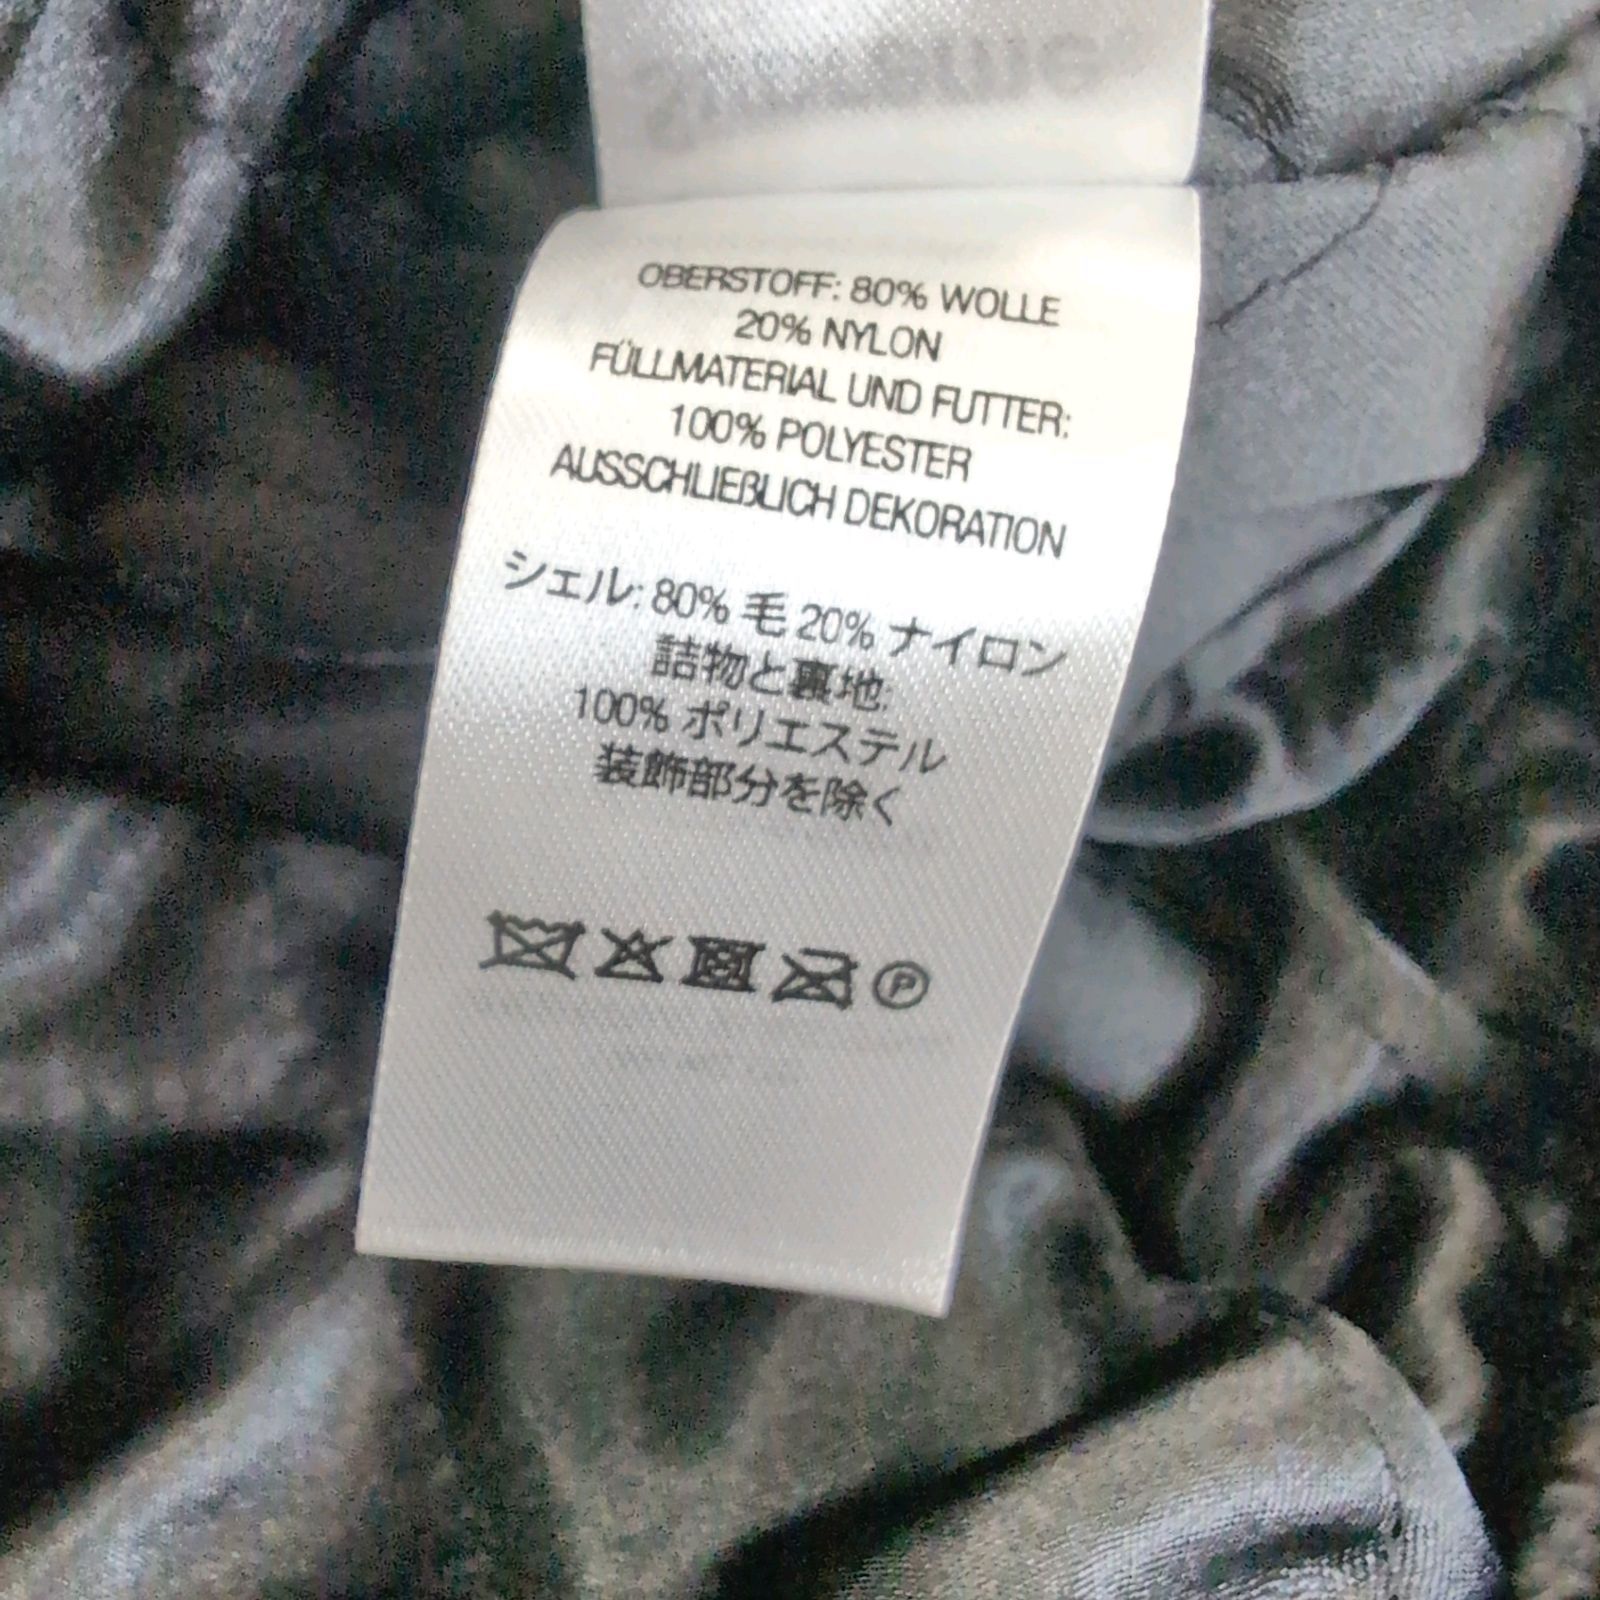 OBERSTOFF: 80% WOLLE
20% NYLON
FÜLLMATERIAL UND FUTTER:
100% POLYESTER
AUSSCHLIEßLICH DEKORATION
シェル: 80% 毛 20% ナイロン
詰物と裏地:
100% ポリエステル
装飾部分を除く
P